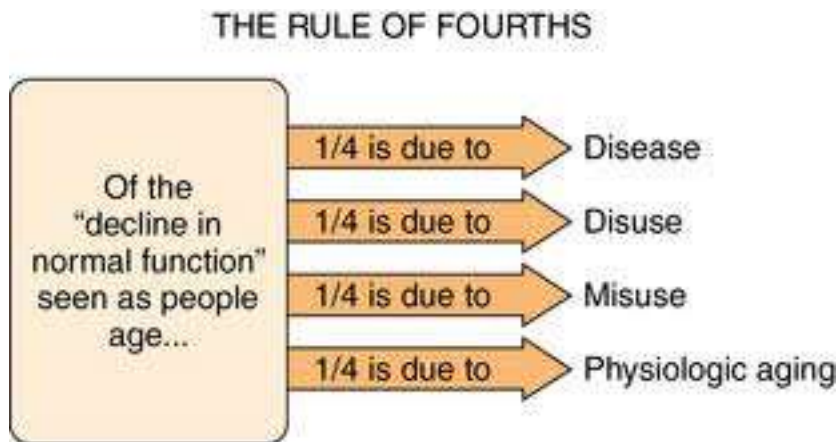 THE RULE OF FOURTHS
Of the
“decline in
normal function”
seen as people
age...
1/4 is due to Disease
1/4 is due to Disuse
1/4 is due to Misuse
1/4 is due to Physiologic aging